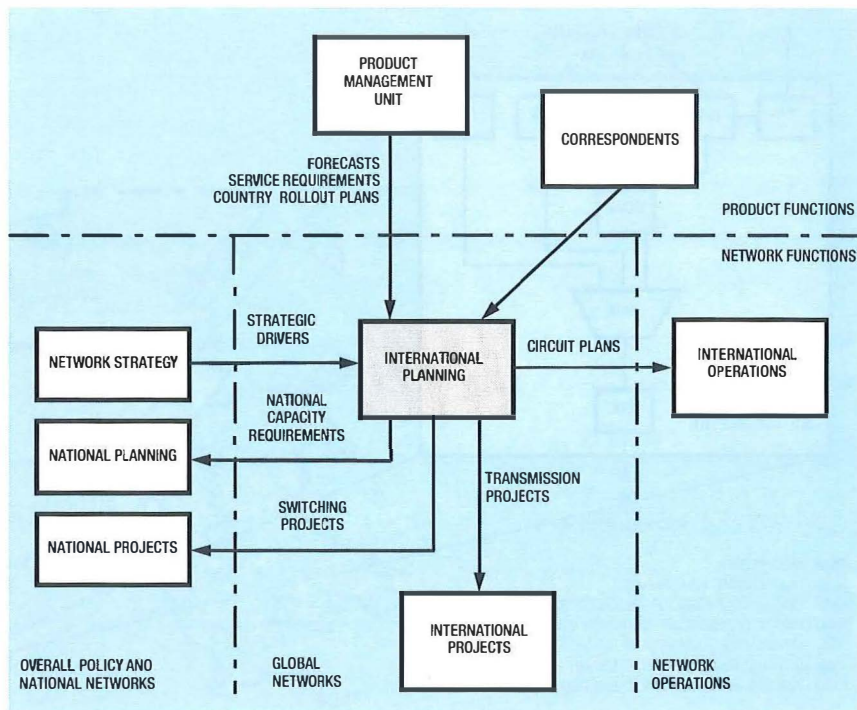 PRODUCT
MANAGEMENT
UNIT
CORRESPONDENTS
FORECASTS
SERVICE REQUIREMENTS
COUNTRY ROLLOUT PLANS
PRODUCT FUNCTIONS
NETWORK FUNCTIONS
STRATEGIC
DRIVERS
NETWORK STRATEGY
INTERNATIONAL
PLANNING
CIRCUIT PLANS
INTERNATIONAL
OPERATIONS
NATIONAL
CAPACITY
REQUIREMENTS
NATIONAL PLANNING
TRANSMISSION
PROJECTS
SWITCHING
PROJECTS
NATIONAL PROJECTS
INTERNATIONAL
PROJECTS
OVERALL POLICY AND
NATIONAL NETWORKS
GLOBAL
NETWORKS
NETWORK
OPERATIONS